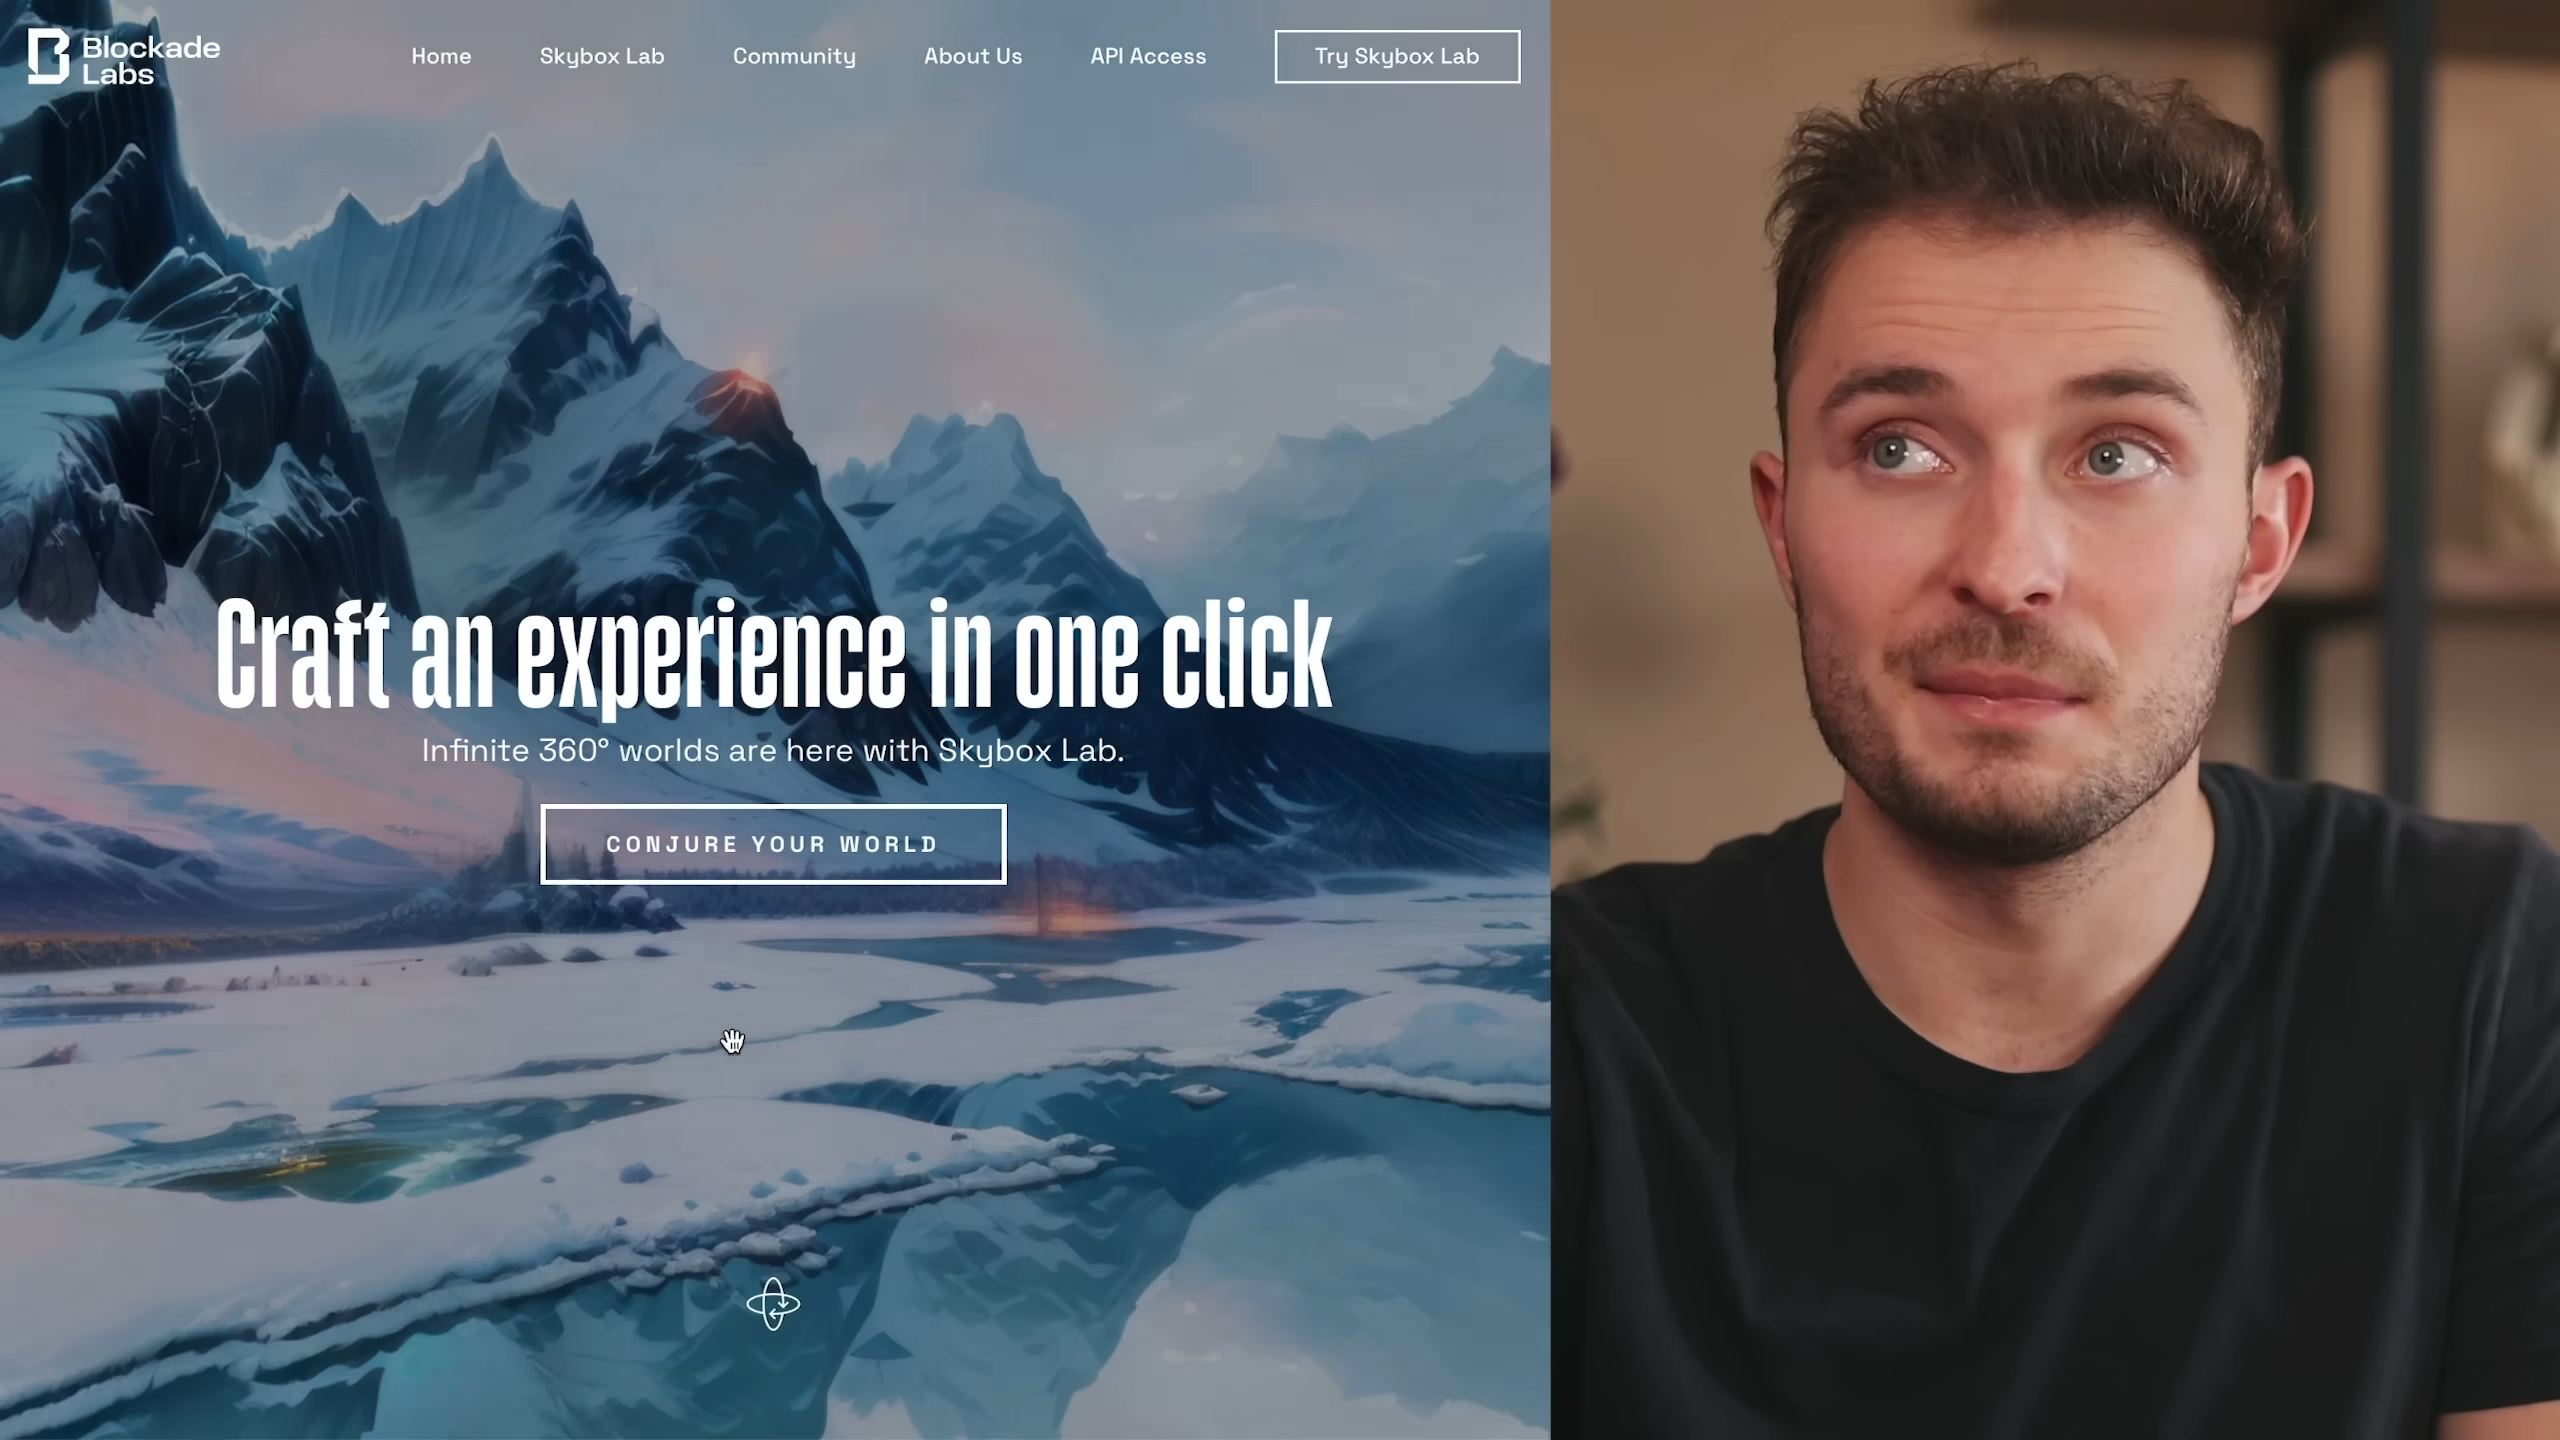 Blockade
Labs
Home
Skybox Lab
Community
About Us
API Access
Try Skybox Lab
Craft an experience in one click
Infinite 360° worlds are here with Skybox Lab.
CONJURE YOUR WORLD